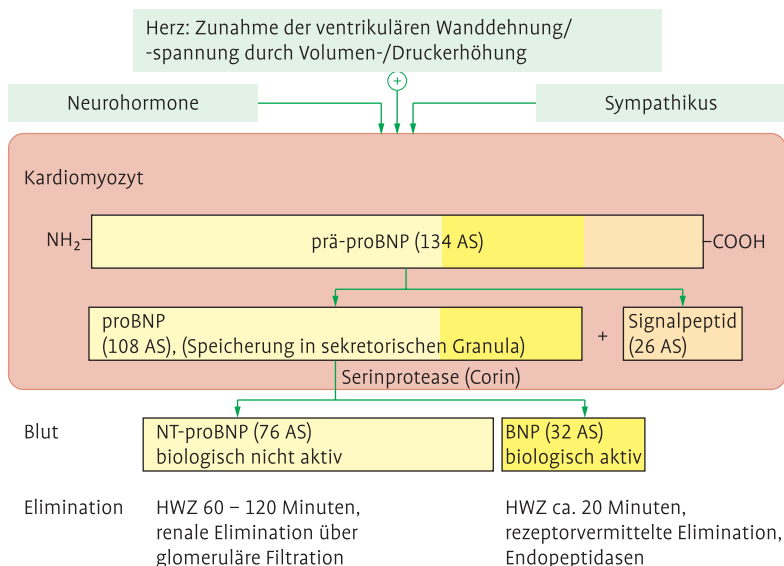 Herz: Zunahme der ventrikulären Wanddehnung/
-spannung durch Volumen-/Druckerhöhung
+
Neurohormone
Sympathikus
Kardiomyozyt
NH₂
prä-proBNP (134 AS)
COOH
proBNP
(108 AS), (Speicherung in sekretorischen Granula)
+
Signalpeptid
(26 AS)
Serinprotease (Corin)
Blut
NT-proBNP (76 AS)
biologisch nicht aktiv
BNP (32 AS)
biologisch aktiv
Elimination
HWZ 60 – 120 Minuten,
renale Elimination über
glomeruläre Filtration
HWZ ca. 20 Minuten,
rezeptorvermittelte Elimination,
Endopeptidasen